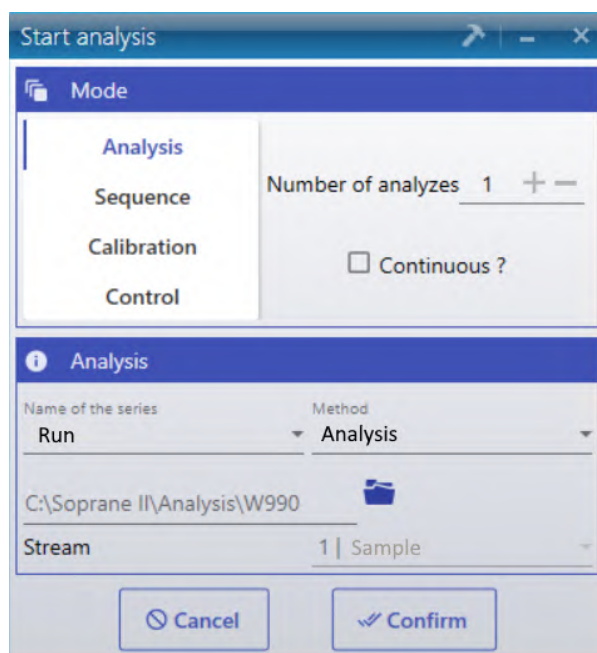 Start analysis
Mode
Analysis
Sequence
Calibration
Control
Number of analyzes 1
Continuous ?
Analysis
Name of the series
Run
Method
Analysis
C:\Soprane II\Analysis\W990
Stream
1 | Sample
Cancel
Confirm